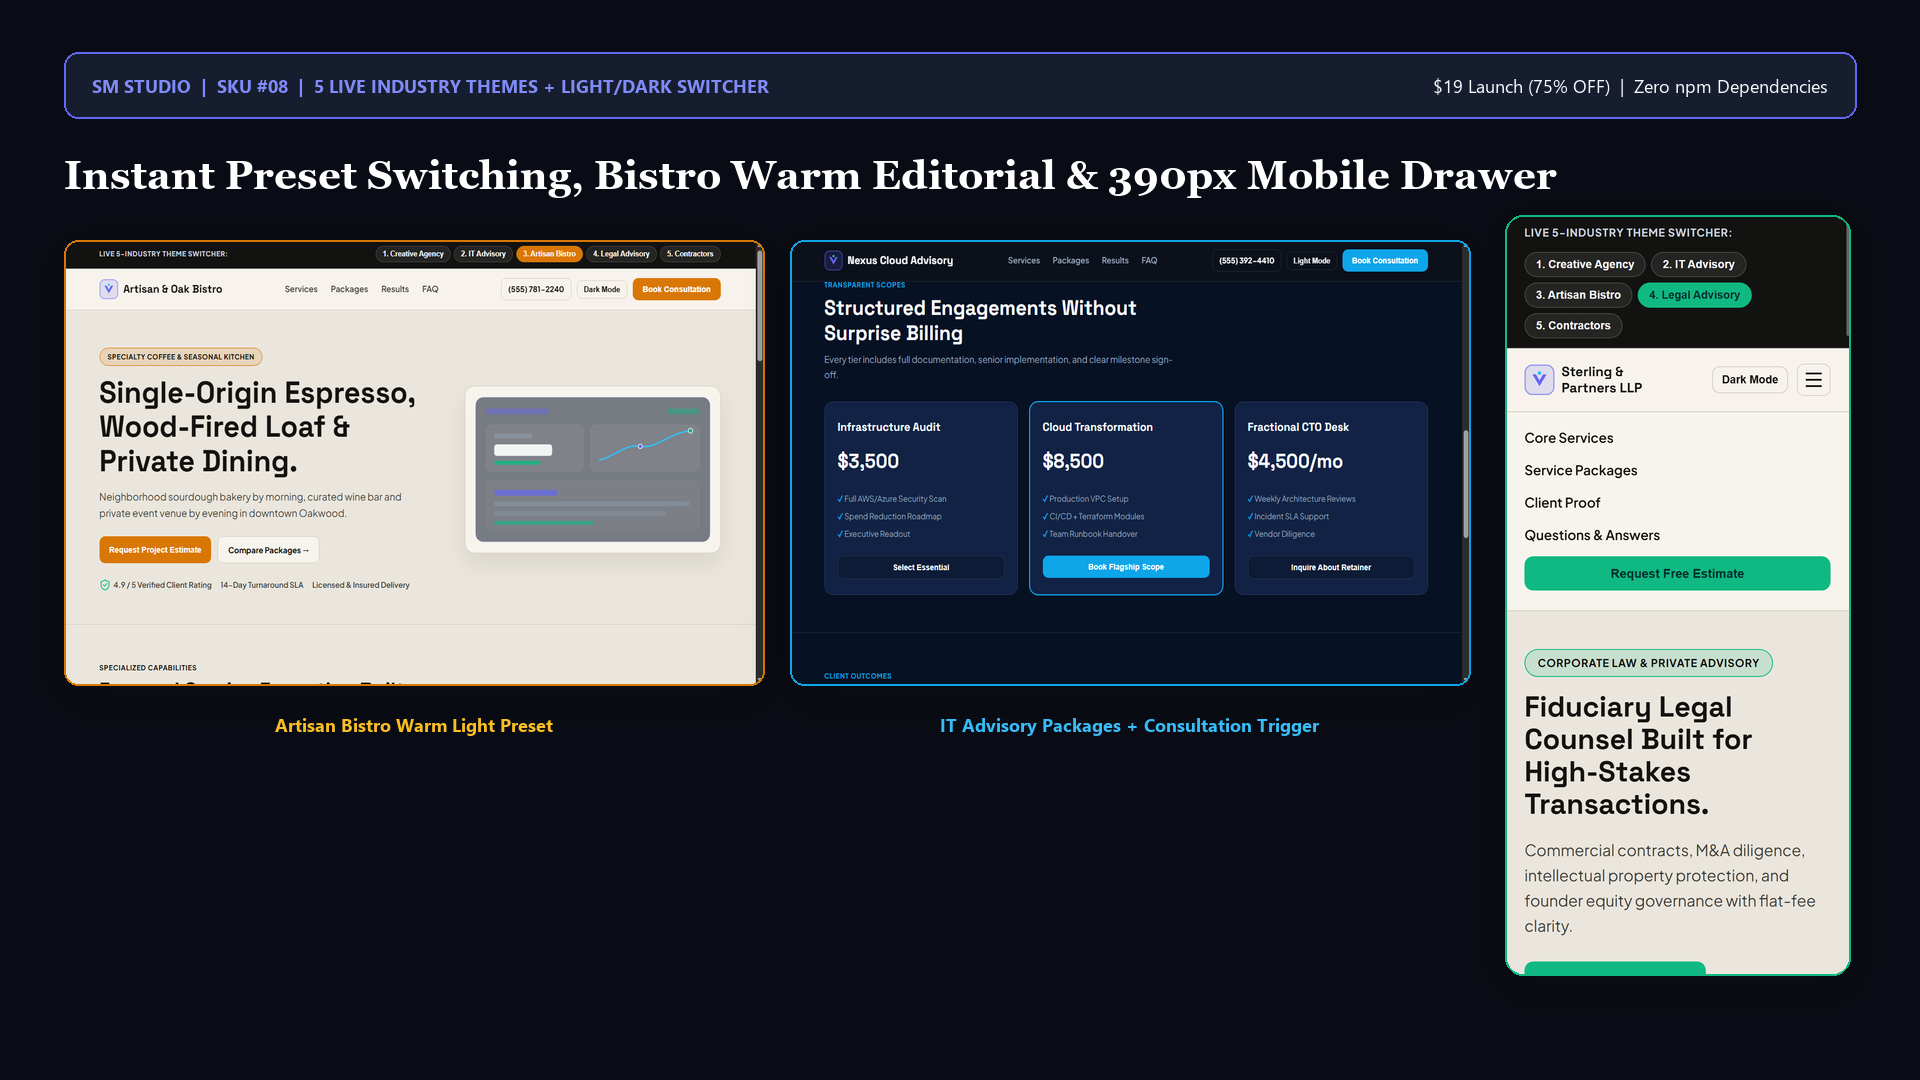 SM STUDIO | SKU #08 | 5 LIVE INDUSTRY THEMES + LIGHT/DARK SWITCHER
$19 Launch (75% OFF) | Zero npm Dependencies
Instant Preset Switching, Bistro Warm Editorial & 390px Mobile Drawer
LIVE 5-INDUSTRY THEME SWITCHER:
1. Creative Agency
2. IT Advisory
3. Artisan Bistro
4. Legal Advisory
5. Contractors
Artisan & Oak Bistro
Services
Packages
Results
FAQ
(555) 781-2240
Dark Mode
Book Consultation
SPECIALTY COFFEE & SEASONAL KITCHEN
Single-Origin Espresso,
Wood-Fired Loaf &
Private Dining.
Neighborhood sourdough bakery by morning, curated wine bar and
private event venue by evening in downtown Oakwood.
Request Project Estimate
Compare Packages →
4.9 / 5 Verified Client Rating
14-Day Turnaround SLA
Licensed & Insured Delivery
SPECIALIZED CAPABILITIES
Artisan Bistro Warm Light Preset
Nexus Cloud Advisory
Services
Packages
Results
FAQ
(555) 392-4410
Light Mode
Book Consultation
TRANSPARENT SCOPES
Structured Engagements Without
Surprise Billing
Every tier includes full documentation, senior implementation, and clear milestone sign-
off.
Infrastructure Audit
$3,500
✓ Full AWS/Azure Security Scan
✓ Spend Reduction Roadmap
✓ Executive Readout
Select Essential
Cloud Transformation
$8,500
✓ Production VPC Setup
✓ CI/CD + Terraform Modules
✓ Team Runbook Handover
Book Flagship Scope
Fractional CTO Desk
$4,500/mo
✓ Weekly Architecture Reviews
✓ Incident SLA Support
✓ Vendor Diligence
Inquire About Retainer
CLIENT OUTCOMES
IT Advisory Packages + Consultation Trigger
LIVE 5-INDUSTRY THEME SWITCHER:
1. Creative Agency
2. IT Advisory
3. Artisan Bistro
4. Legal Advisory
5. Contractors
Sterling &
Partners LLP
Dark Mode
Core Services
Service Packages
Client Proof
Questions & Answers
Request Free Estimate
CORPORATE LAW & PRIVATE ADVISORY
Fiduciary Legal
Counsel Built for
High-Stakes
Transactions.
Commercial contracts, M&A diligence,
intellectual property protection, and
founder equity governance with flat-fee
clarity.